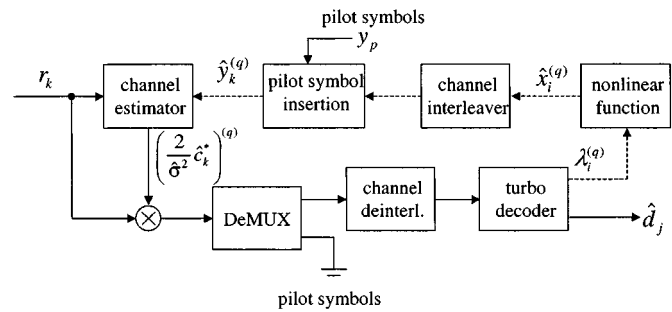 pilot symbols
y_p
r_k
channel
estimator
ŷ_k^(q)
pilot symbol
insertion
channel
interleaver
x̂_i^(q)
nonlinear
function
(2/σ̂² ĉ_k^*)^(q)
λ_i^(q)
DeMUX
channel
deinterl.
turbo
decoder
d̂_j
pilot symbols